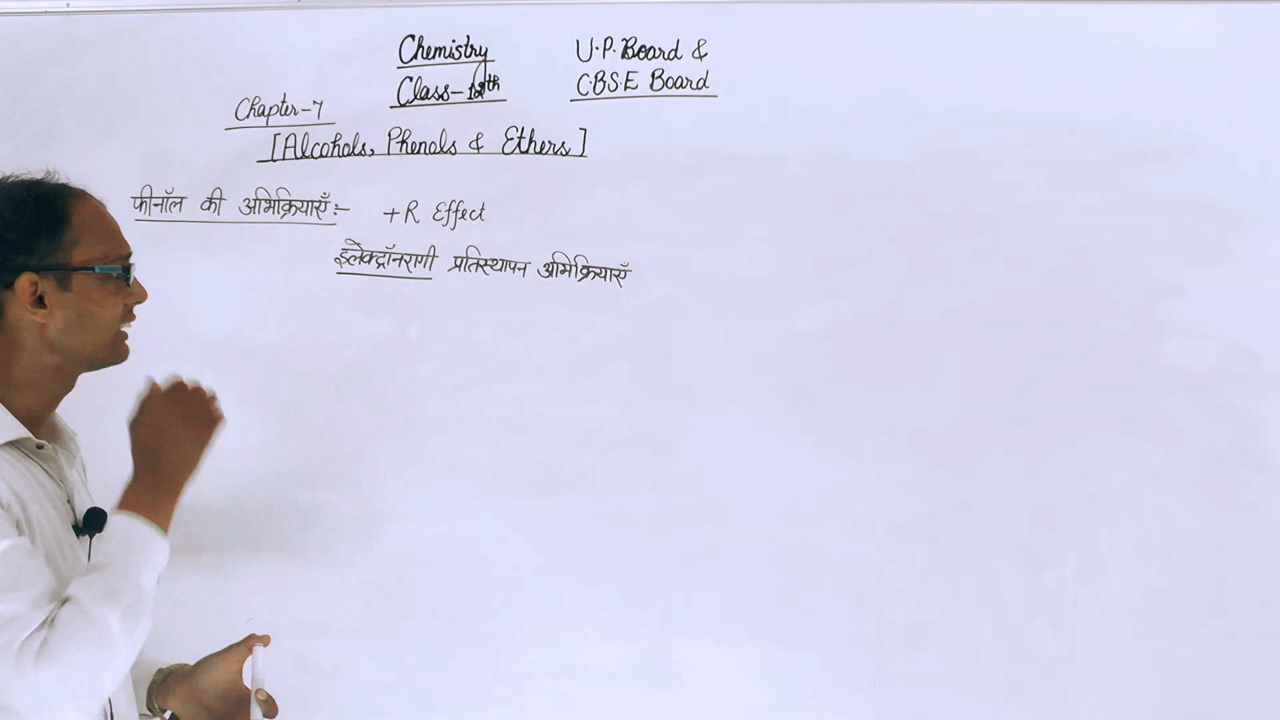 Chemistry
Class-12th
U.P. Board &
C.B.S.E Board
Chapter-7
[Alcohols, Phenols & Ethers]
फीनॉल की अभिक्रियाएँ :- +R Effect
इलेक्ट्रॉनरागी प्रतिस्थापन अभिक्रियाएँ